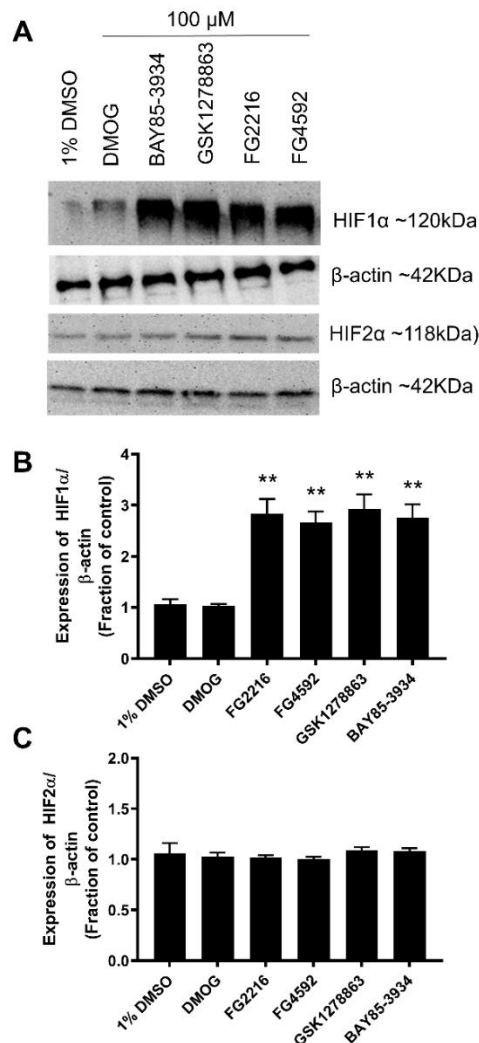 A
100 µM
1% DMSO
DMOG
BAY85-3934
GSK1278863
FG2216
FG4592
HIF1α ~120kDa
β-actin ~42KDa
HIF2α ~118kDa)
β-actin ~42KDa
B
Expression of HIF1α/
β-actin
(Fraction of control)
4
3
2
1
0
**
**
**
**
1% DMSO
DMOG
FG2216
FG4592
GSK1278863
BAY85-3934
C
Expression of HIF2α/
β-actin
(Fraction of control)
2.0
1.5
1.0
0.5
0.0
1% DMSO
DMOG
FG2216
FG4592
GSK1278863
BAY85-3934